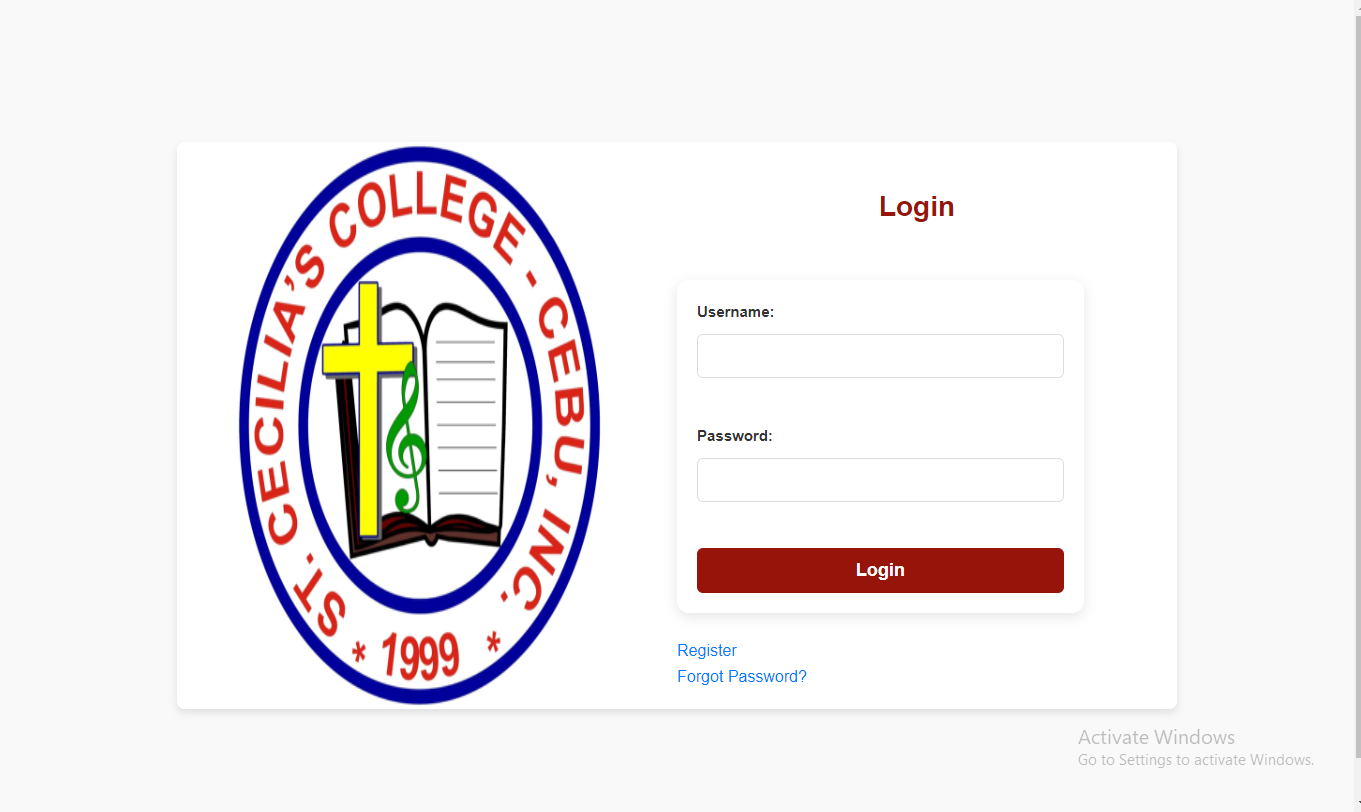 ST. CECILIA'S COLLEGE - CEBU, INC.
* 1999 *
Login
Username:
Password:
Login
Register
Forgot Password?
Activate Windows
Go to Settings to activate Windows.